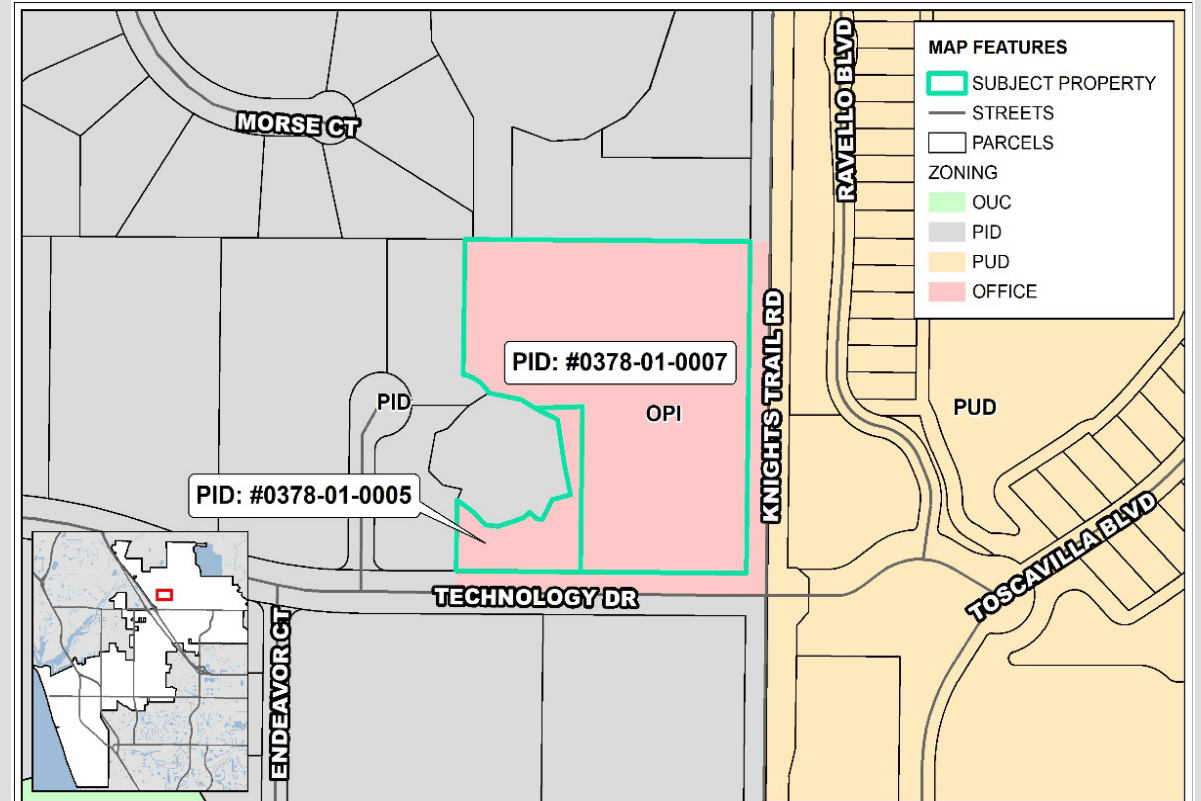 MORSE CT
RAVELLO BLVD
MAP FEATURES
SUBJECT PROPERTY
STREETS
PARCELS
ZONING
OUC
PID
PUD
OFFICE
KNIGHTS TRAIL RD
PID: #0378-01-0007
PID
OPI
PUD
PID: #0378-01-0005
TOSCAVILLA BLVD
TECHNOLOGY DR
ENDEAVOR CT